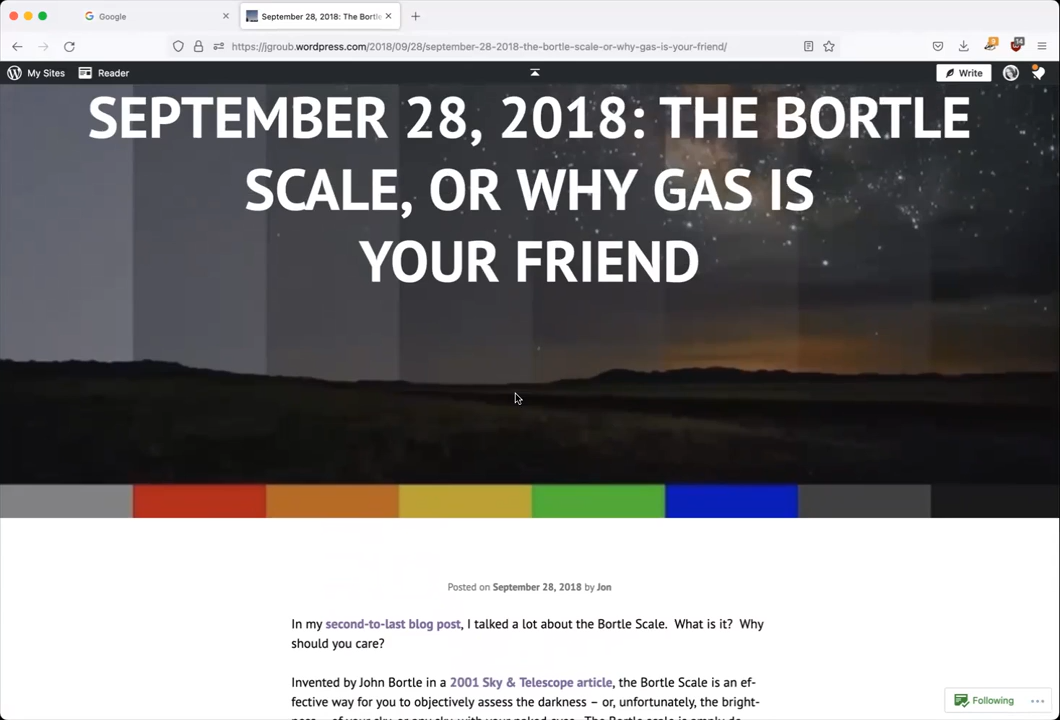 Google
September 28, 2018: The Bortle
https://jgroub.wordpress.com/2018/09/28/september-28-2018-the-bortle-scale-or-why-gas-is-your-friend/
My Sites
Reader
Write
SEPTEMBER 28, 2018: THE BORTLE
SCALE, OR WHY GAS IS
YOUR FRIEND
Posted on September 28, 2018 by Jon
In my second-to-last blog post, I talked a lot about the Bortle Scale. What is it? Why
should you care?
Invented by John Bortle in a 2001 Sky & Telescope article, the Bortle Scale is an ef-
fective way for you to objectively assess the darkness – or, unfortunately, the bright-
ness – of your sky, or any sky, with your naked eyes. The Bortle scale is simply de-
Following